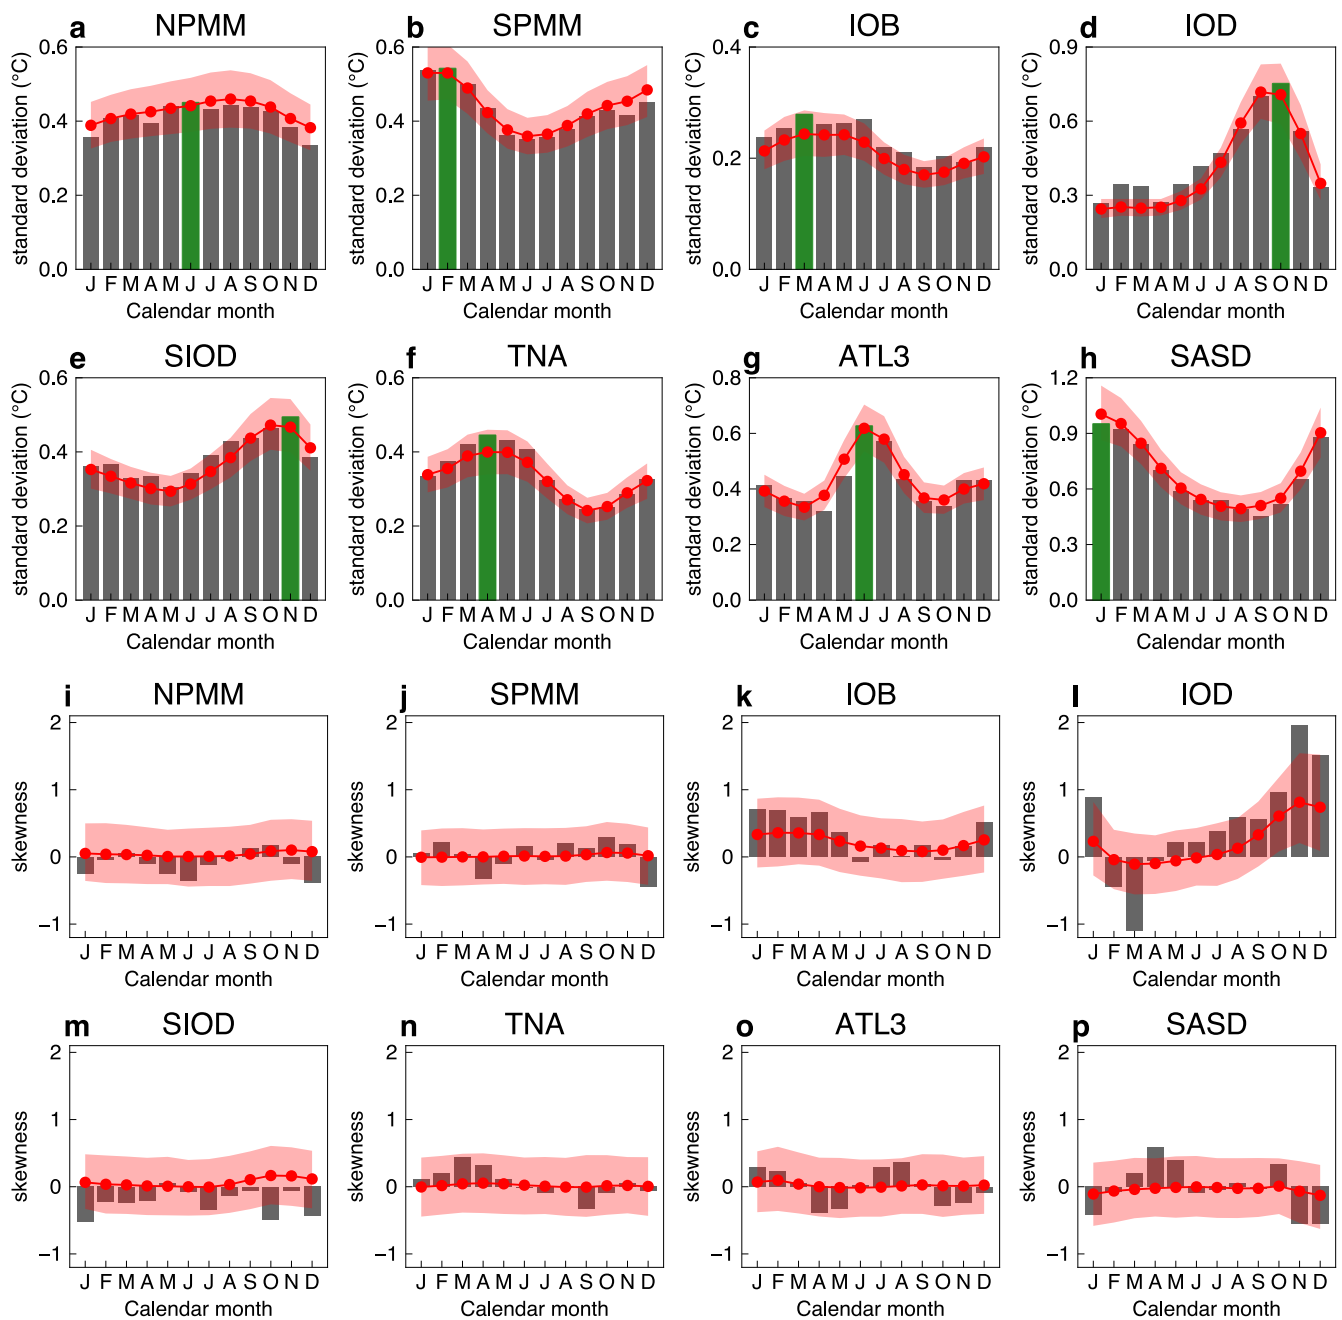 a NPMM b SPMM c IOB d IOD
standard deviation (°C) 0.6 0.4 0.2 0.0 J F M A M J J A S O N D Calendar month
standard deviation (°C) 0.6 0.4 0.2 0.0 J F M A M J J A S O N D Calendar month
standard deviation (°C) 0.4 0.2 0.0 J F M A M J J A S O N D Calendar month
standard deviation (°C) 0.9 0.6 0.3 0.0 J F M A M J J A S O N D Calendar month
e SIOD f TNA g ATL3 h SASD
standard deviation (°C) 0.6 0.4 0.2 0.0 J F M A M J J A S O N D Calendar month
standard deviation (°C) 0.6 0.4 0.2 0.0 J F M A M J J A S O N D Calendar month
standard deviation (°C) 0.8 0.6 0.4 0.2 0.0 J F M A M J J A S O N D Calendar month
standard deviation (°C) 1.2 0.9 0.6 0.3 0.0 J F M A M J J A S O N D Calendar month
i NPMM j SPMM k IOB l IOD
skewness 2 1 0 −1 J F M A M J J A S O N D Calendar month
skewness 2 1 0 −1 J F M A M J J A S O N D Calendar month
skewness 2 1 0 −1 J F M A M J J A S O N D Calendar month
skewness 2 1 0 −1 J F M A M J J A S O N D Calendar month
m SIOD n TNA o ATL3 p SASD
skewness 2 1 0 −1 J F M A M J J A S O N D Calendar month
skewness 2 1 0 −1 J F M A M J J A S O N D Calendar month
skewness 2 1 0 −1 J F M A M J J A S O N D Calendar month
skewness 2 1 0 −1 J F M A M J J A S O N D Calendar month